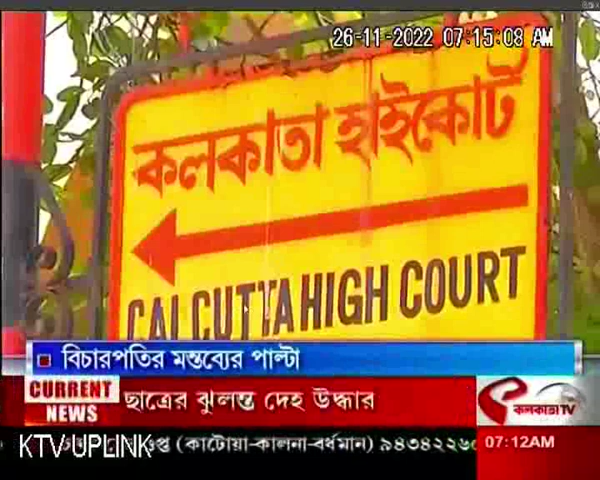 26-11-2022 07:15:08 AM
কলকাতা হাইকোর্ট
CALCUTTA HIGH COURT
বিচারপতির মন্তব্যের পাল্টা
CURRENT NEWS
ছাত্রের ঝুলন্ত দেহ উদ্ধার
কলকাতা TV
KTV UPLINK
(কাটোয়া-কালনা-বর্ধমান) ৯৪৩৪২২৬
07:12AM